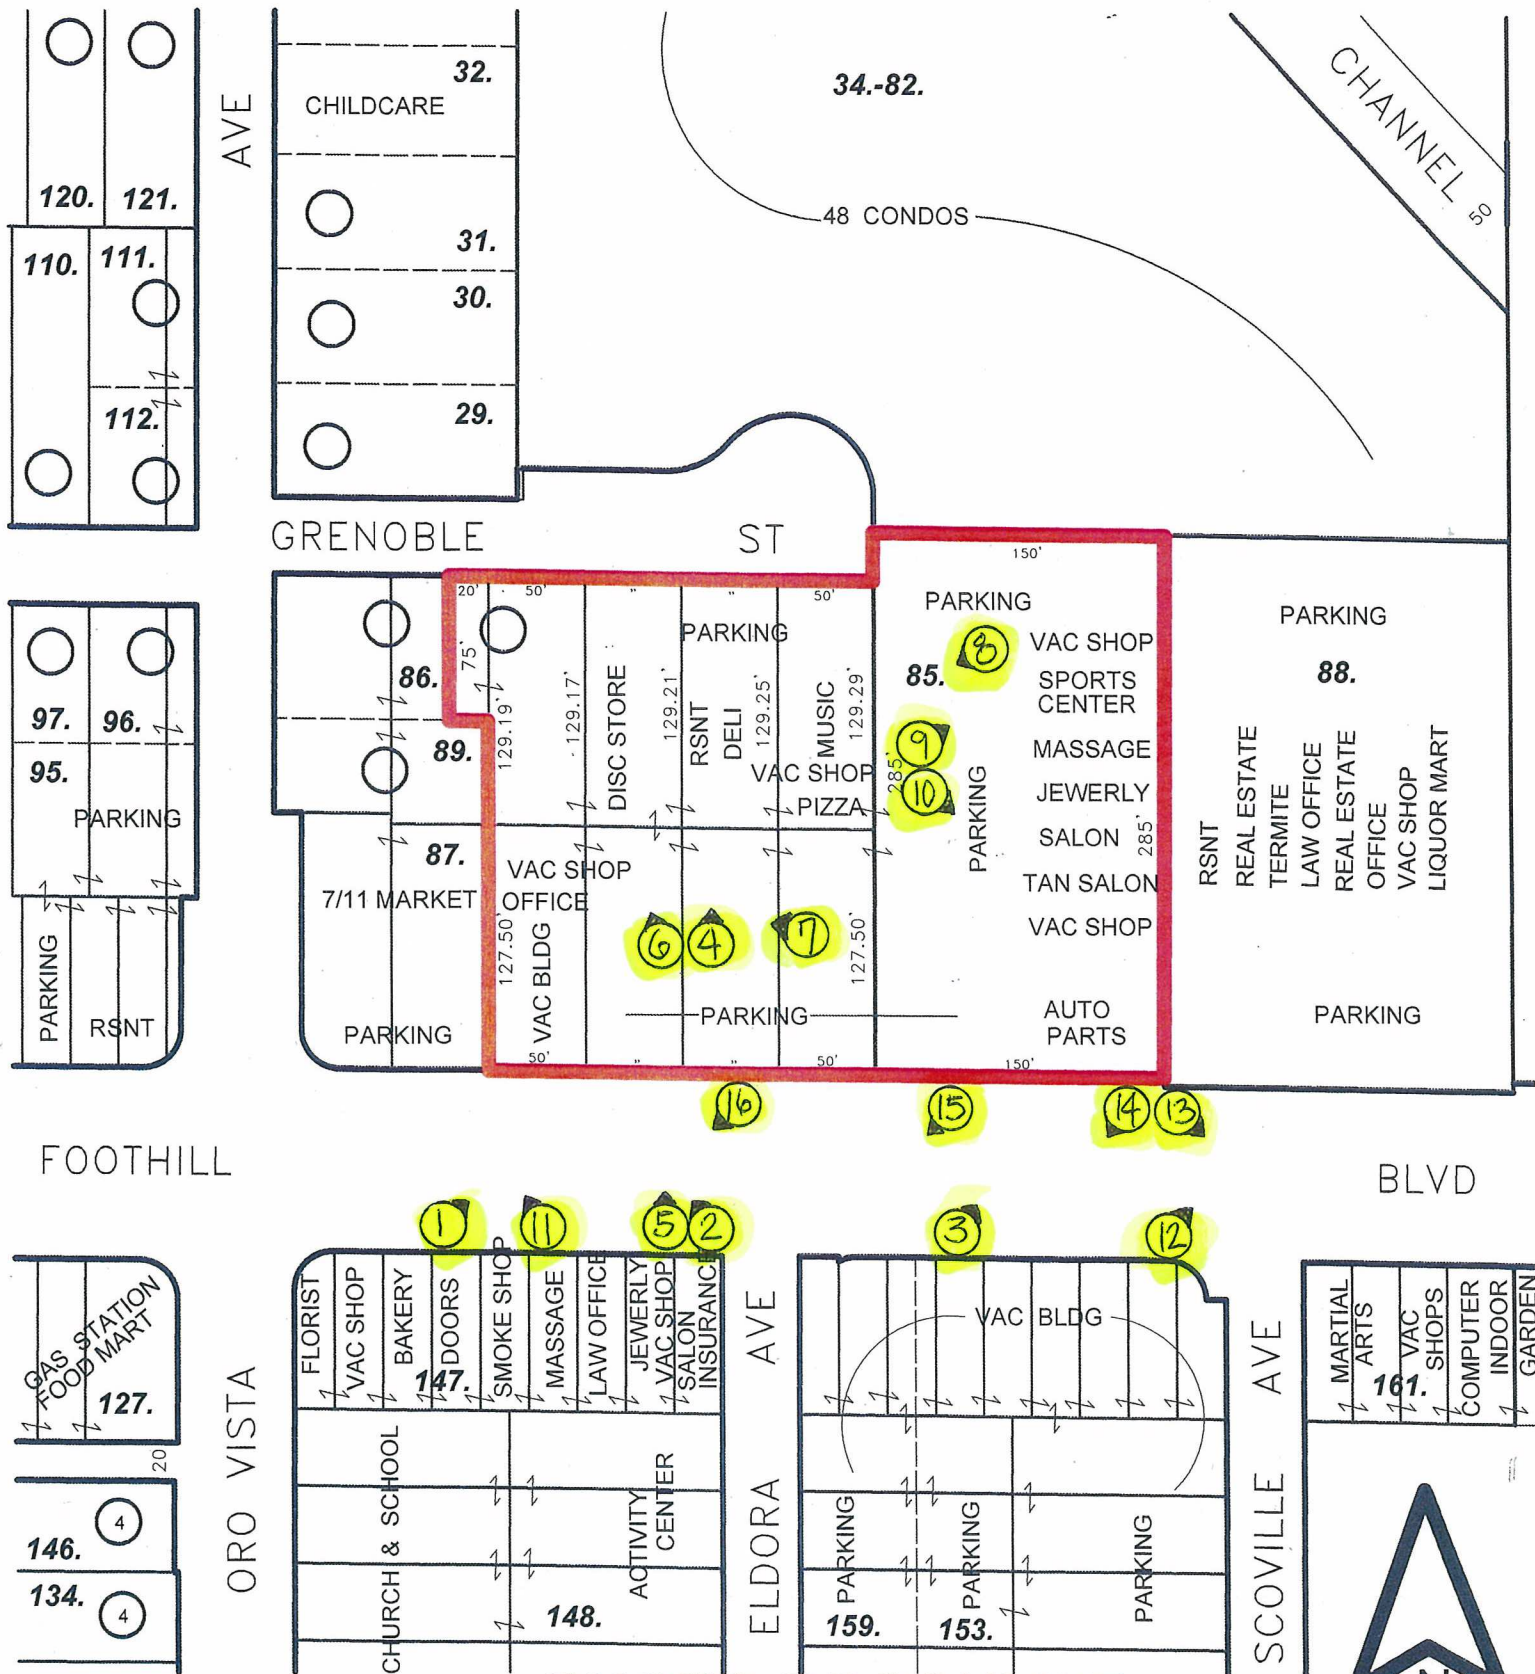 120.
121.
AVE
32.
CHILDCARE
34.-82.
CHANNEL
50
110.
111.
31.
48 CONDOS
30.
112.
29.
GRENOBLE
ST
150'
20'
50'
"
"
50'
PARKING
PARKING
PARKING
8
VAC SHOP
86.
75'
85.
SPORTS
CENTER
88.
97.
96.
89.
129.19'
129.17'
DISC STORE
129.21'
RSNT
DELI
129.25'
MUSIC
129.29'
9
MASSAGE
95.
VAC SHOP
PIZZA
285'
10
JEWERLY
PARKING
PARKING
SALON
285'
RSNT
REAL ESTATE
TERMITE
LAW OFFICE
REAL ESTATE
OFFICE
VAC SHOP
LIQUOR MART
87.
VAC SHOP
OFFICE
TAN SALON
7/11 MARKET
VAC SHOP
127.50'
VAC BLDG
6
4
7
127.50'
PARKING
RSNT
PARKING
PARKING
AUTO
PARTS
PARKING
50'
"
"
50'
150'
16
15
14
13
FOOTHILL
BLVD
1
11
5
2
3
12
GAS STATION
FOOD MART
127.
FLORIST
VAC SHOP
BAKERY
DOORS
SMOKE SHOP
MASSAGE
LAW OFFICE
JEWERLY
VAC SHOP
SALON
INSURANCE
147.
AVE
VAC BLDG
AVE
MARTIAL
ARTS
VAC
SHOPS
COMPUTER
INDOOR
GARDEN
161.
20
ORO VISTA
CHURCH & SCHOOL
ACTIVITY
CENTER
ELDORA
PARKING
PARKING
PARKING
SCOVILLE
146.
4
134.
4
148.
159.
153.
N